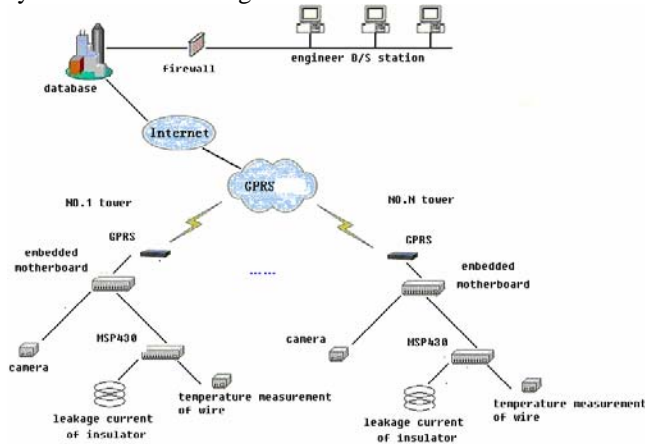 engineer B/S station
firewall
database
Internet
GPRS
NO.1 tower
NO.N tower
GPRS
GPRS
embedded
motherboard
embedded
motherboard
......
MSP430
camera
camera
MSP430
temperature measurement
of wire
leakage current
of insulator
temperature measurement
of wire
leakage current
of insulator